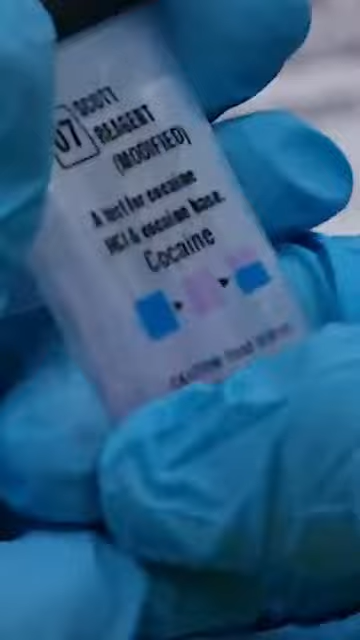 07
SCOTT
REAGENT
(MODIFIED)
A test for cocaine
HCl & cocaine base.
Cocaine